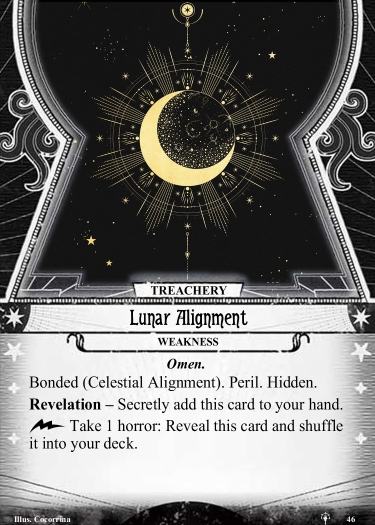 TREACHERY
Lunar Alignment
WEAKNESS
Omen.
Bonded (Celestial Alignment). Peril. Hidden.
Revelation – Secretly add this card to your hand.
Take 1 horror: Reveal this card and shuffle
it into your deck.
Illus. Cocorrina
46